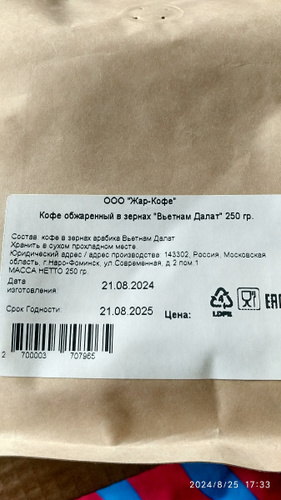 ООО "Жар-Кофе"
Кофе обжаренный в зернах "Вьетнам Далат" 250 гр.
Состав: кофе в зернах арабика Вьетнам Далат
Хранить в сухом прохладном месте.
Юридический адрес / адрес производства: 143302, Россия, Московская
область, г.Наро-Фоминск, ул.Современная, д.2 пом.1
МАССА НЕТТО 250 гр
Дата
изготовления: 21.08.2024
Срок Годности: 21.08.2025 Цена:
4
LDPE
EAC
2 700003 707965
2024/8/25 17:33